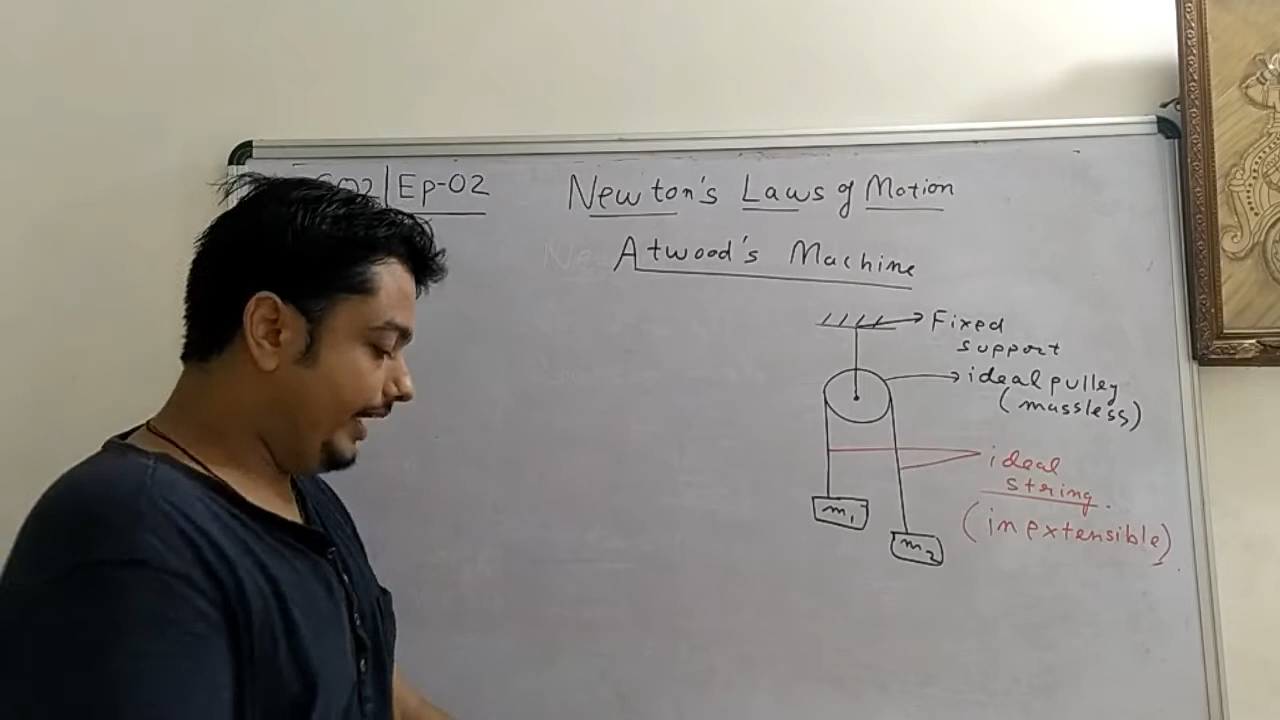 Ep-02
Newton's Laws of Motion
Atwood's Machine
Fixed
support
ideal pulley
(massless)
ideal
string.
(inextensible)
m1
m2